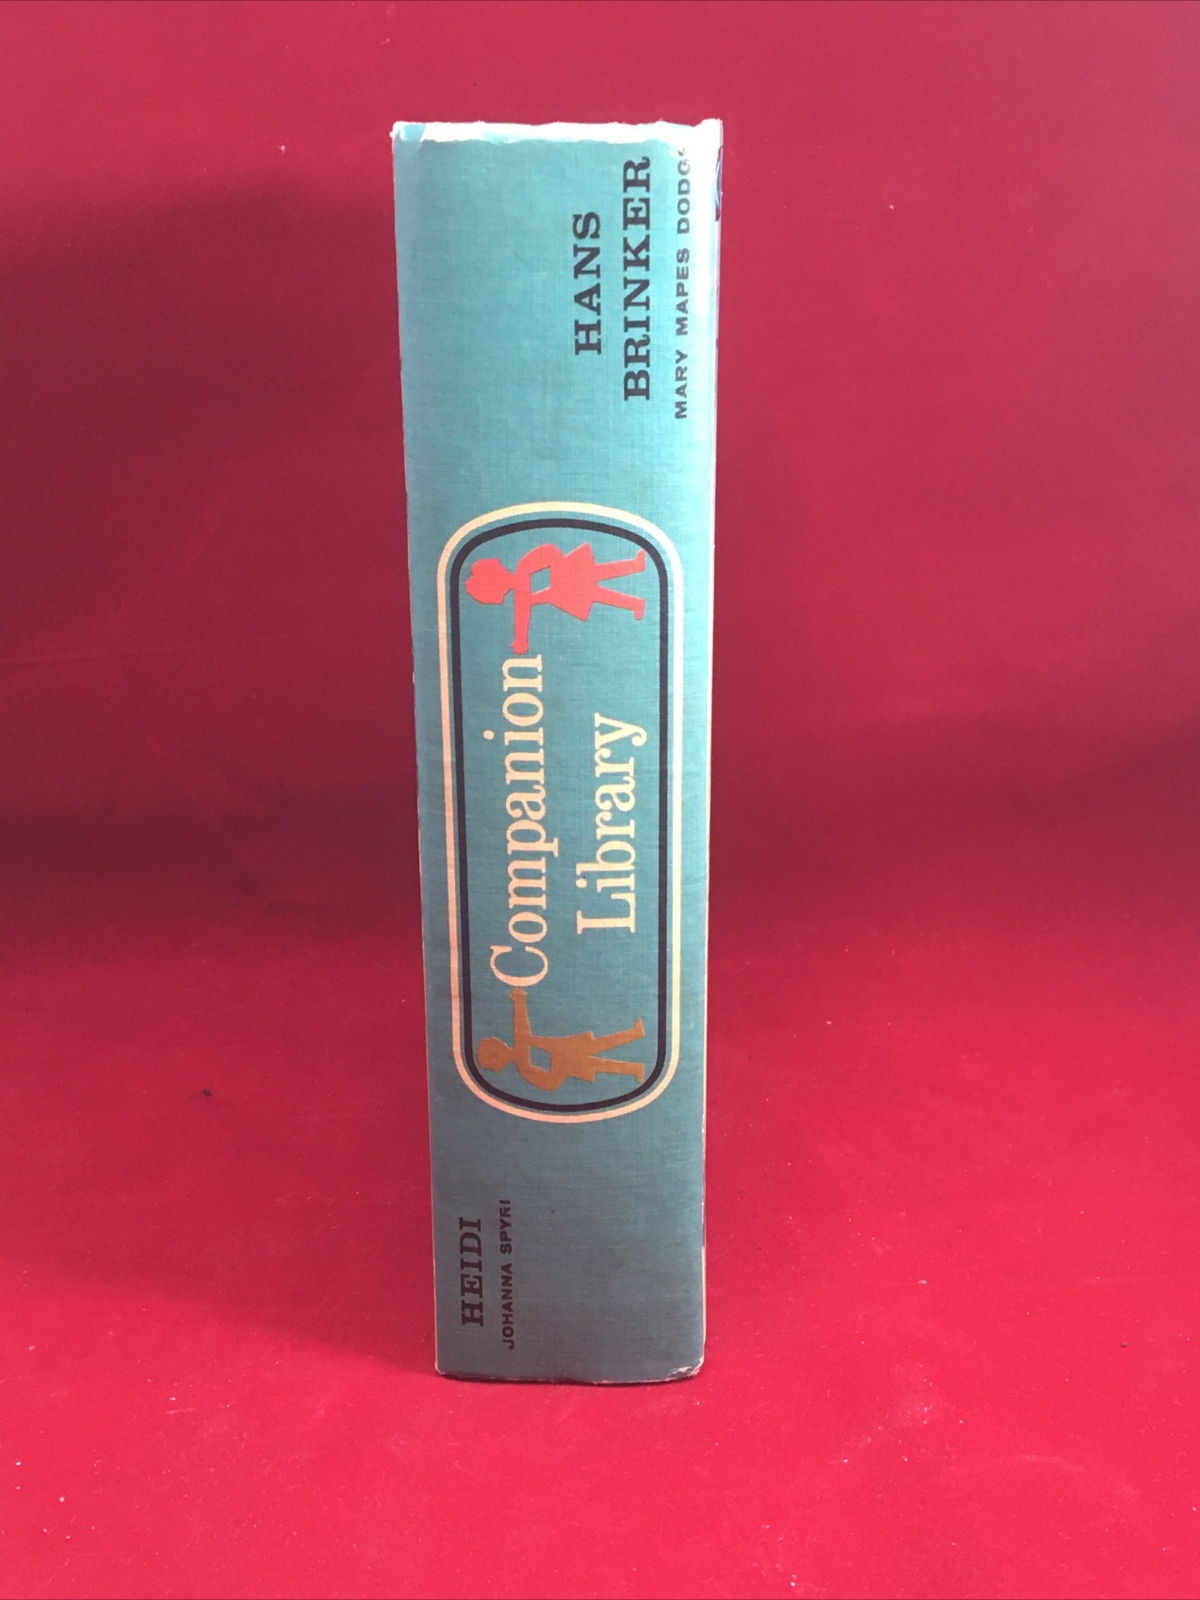 HANS
BRINKER
MARY MAPES DODGE
Companion
Library
HEIDI
JOHANNA SPYRI